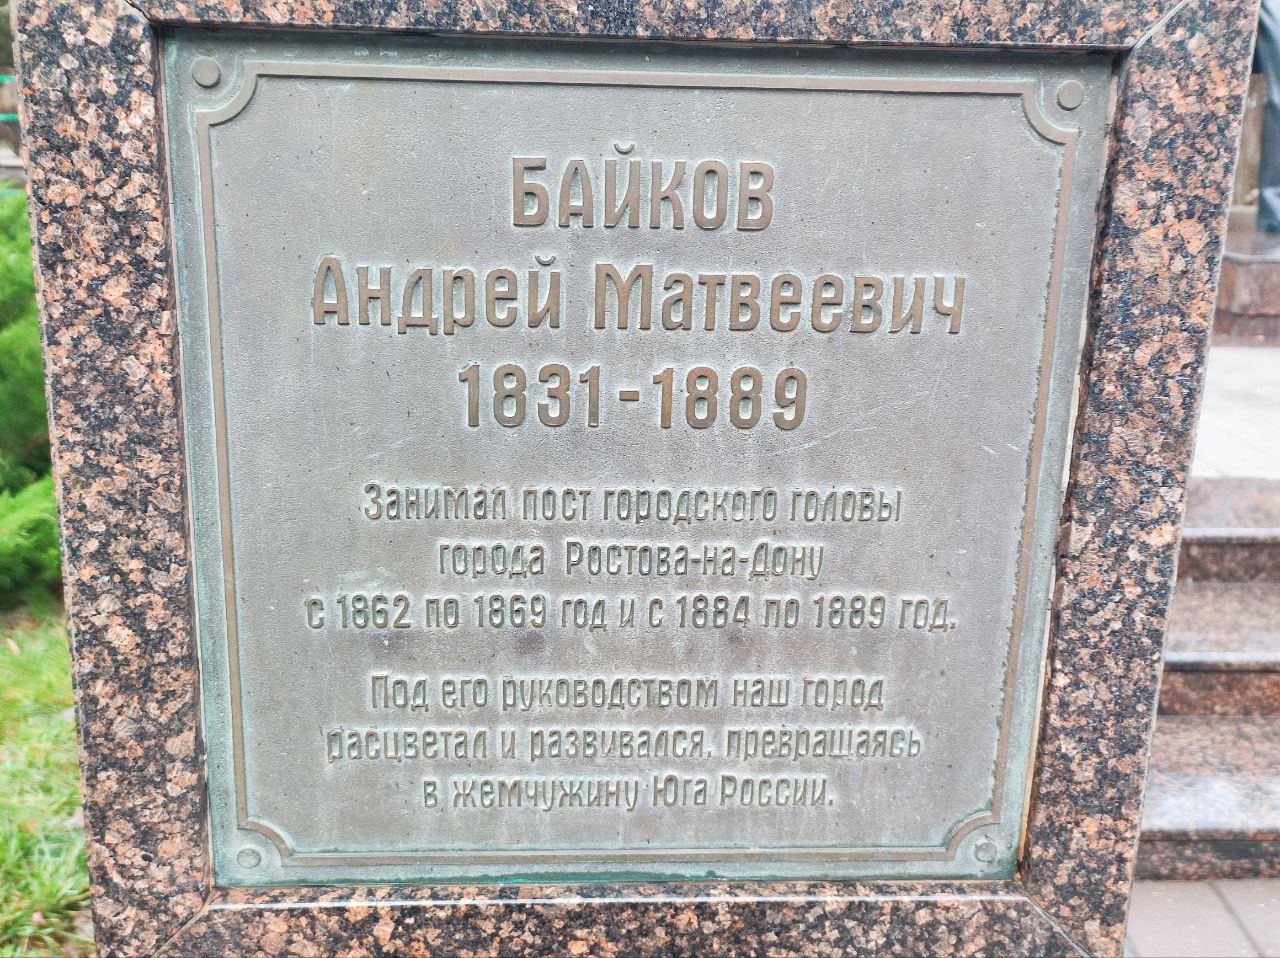 БАЙКОВ
Андрей Матвеевич
1831-1889
Занимал пост городского головы
города Ростова-на-Дону
с 1862 по 1869 год и с 1884 по 1889 год.
Под его руководством наш город
расцветал и развивался, превращаясь
в жемчужину Юга России.